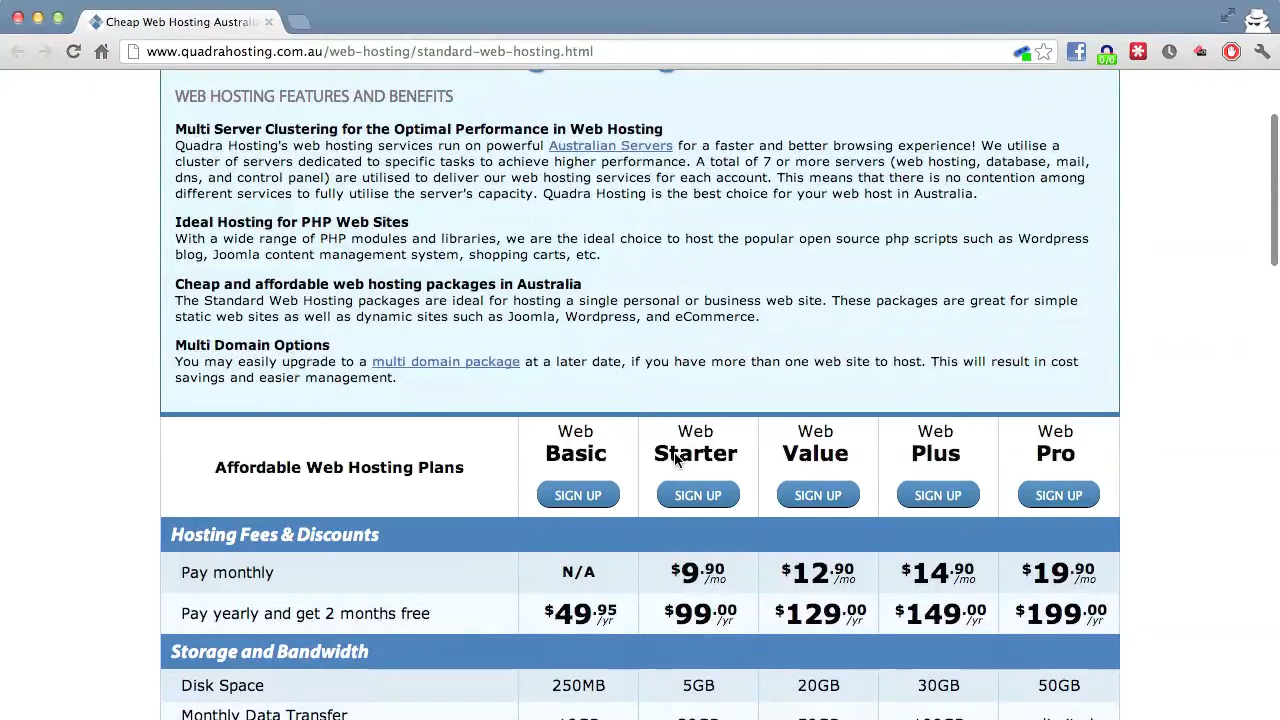 Cheap Web Hosting Australi
www.quadrahosting.com.au/web-hosting/standard-web-hosting.html
0/0
WEB HOSTING FEATURES AND BENEFITS
Multi Server Clustering for the Optimal Performance in Web Hosting
Quadra Hosting's web hosting services run on powerful Australian Servers for a faster and better browsing experience! We utilise a
cluster of servers dedicated to specific tasks to achieve higher performance. A total of 7 or more servers (web hosting, database, mail,
dns, and control panel) are utilised to deliver our web hosting services for each account. This means that there is no contention among
different services to fully utilise the server's capacity. Quadra Hosting is the best choice for your web host in Australia.
Ideal Hosting for PHP Web Sites
With a wide range of PHP modules and libraries, we are the ideal choice to host the popular open source php scripts such as Wordpress
blog, Joomla content management system, shopping carts, etc.
Cheap and affordable web hosting packages in Australia
The Standard Web Hosting packages are ideal for hosting a single personal or business web site. These packages are great for simple
static web sites as well as dynamic sites such as Joomla, Wordpress, and eCommerce.
Multi Domain Options
You may easily upgrade to a multi domain package at a later date, if you have more than one web site to host. This will result in cost
savings and easier management.
Affordable Web Hosting Plans
Web Basic SIGN UP
Web Starter SIGN UP
Web Value SIGN UP
Web Plus SIGN UP
Web Pro SIGN UP
Hosting Fees & Discounts
Pay monthly N/A $9.90/mo $12.90/mo $14.90/mo $19.90/mo
Pay yearly and get 2 months free $49.95/yr $99.00/yr $129.00/yr $149.00/yr $199.00/yr
Storage and Bandwidth
Disk Space 250MB 5GB 20GB 30GB 50GB
Monthly Data Transfer